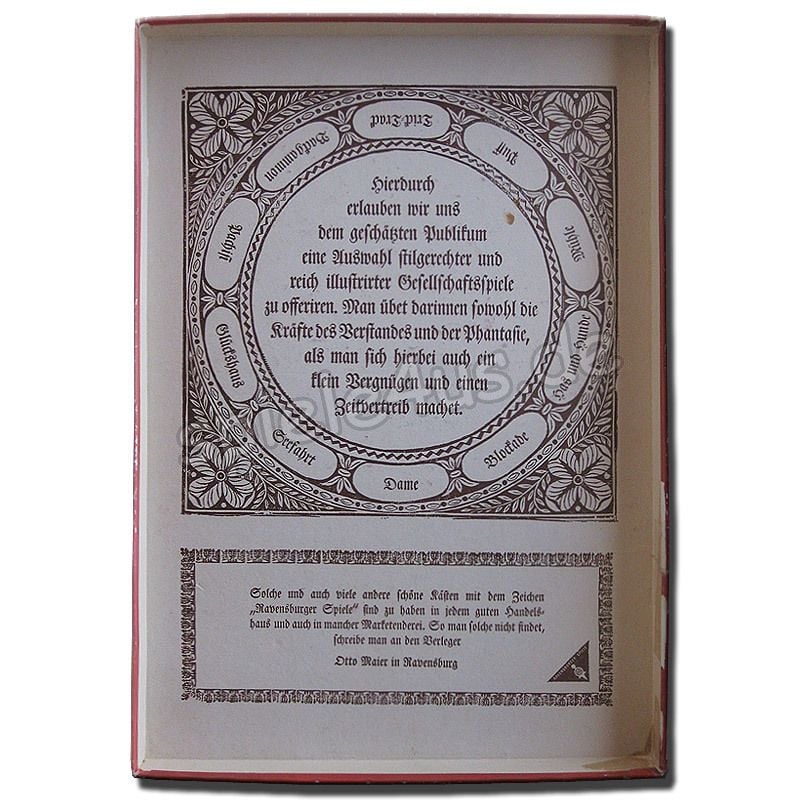 Trick-Track
Puff
Mühle
Has und Hunde
Blockade
Dame
Seefahrt
Glückshaus
Pachisi
Backgammon
Hierdurch
erlauben wir uns
dem geschätzten Publikum
eine Auswahl stilgerechter und
reich illustrirter Gesellschaftsspiele
zu offeriren. Man übet darinnen sowohl die
Kräfte des Verstandes und der Phantasie,
als man sich hierbei auch ein
klein Vergnügen und einen
Zeitvertreib machet.
spiele4us.de
Solche und auch viele andere schöne Kästen mit dem Zeichen
„Ravensburger Spiele“ sind zu haben in jedem guten Handels-
haus und auch in mancher Marketenderei. So man solche nicht findet,
schreibe man an den Verleger
Otto Maier in Ravensburg